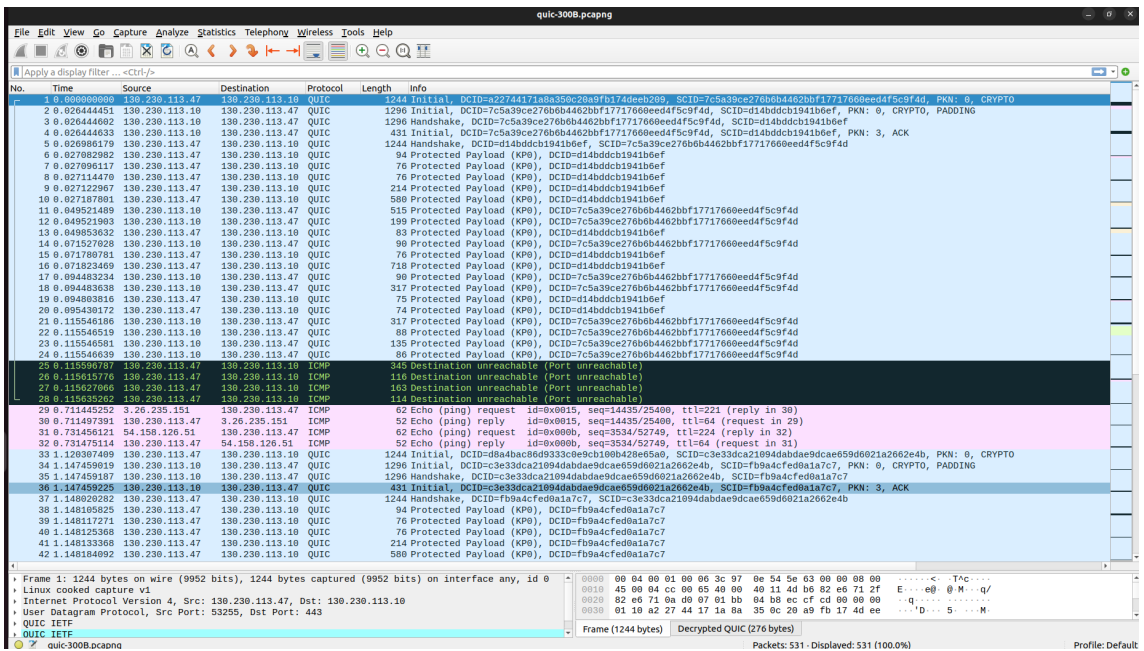 quic-300B.pcapng
File Edit View Go Capture Analyze Statistics Telephony Wireless Tools Help
Apply a display filter ... <Ctrl-/>
No. Time Source Destination Protocol Length Info
1 0.000000000 130.230.113.47 130.230.113.10 QUIC 1244 Initial, DCID=a22744171a8a350c20a9fb174deeb209, SCID=7c5a39ce276b6b4462bbf17717660eed4f5c9f4d, PKN: 0, CRYPTO
2 0.026444451 130.230.113.10 130.230.113.47 QUIC 1296 Initial, DCID=7c5a39ce276b6b4462bbf17717660eed4f5c9f4d, SCID=d14bddcb1941b6ef, PKN: 0, CRYPTO, PADDING
3 0.026444602 130.230.113.10 130.230.113.47 QUIC 1296 Handshake, DCID=7c5a39ce276b6b4462bbf17717660eed4f5c9f4d, SCID=d14bddcb1941b6ef
4 0.026444633 130.230.113.10 130.230.113.47 QUIC 431 Initial, DCID=7c5a39ce276b6b4462bbf17717660eed4f5c9f4d, SCID=d14bddcb1941b6ef, PKN: 3, ACK
5 0.026986179 130.230.113.47 130.230.113.10 QUIC 1244 Handshake, DCID=d14bddcb1941b6ef, SCID=7c5a39ce276b6b4462bbf17717660eed4f5c9f4d
6 0.027082982 130.230.113.47 130.230.113.10 QUIC 94 Protected Payload (KP0), DCID=d14bddcb1941b6ef
7 0.027096117 130.230.113.47 130.230.113.10 QUIC 76 Protected Payload (KP0), DCID=d14bddcb1941b6ef
8 0.027114470 130.230.113.47 130.230.113.10 QUIC 76 Protected Payload (KP0), DCID=d14bddcb1941b6ef
9 0.027122967 130.230.113.47 130.230.113.10 QUIC 214 Protected Payload (KP0), DCID=d14bddcb1941b6ef
10 0.027187801 130.230.113.47 130.230.113.10 QUIC 580 Protected Payload (KP0), DCID=d14bddcb1941b6ef
11 0.049521489 130.230.113.10 130.230.113.47 QUIC 515 Protected Payload (KP0), DCID=7c5a39ce276b6b4462bbf17717660eed4f5c9f4d
12 0.049521903 130.230.113.10 130.230.113.47 QUIC 199 Protected Payload (KP0), DCID=7c5a39ce276b6b4462bbf17717660eed4f5c9f4d
13 0.049853632 130.230.113.47 130.230.113.10 QUIC 83 Protected Payload (KP0), DCID=d14bddcb1941b6ef
14 0.071527028 130.230.113.10 130.230.113.47 QUIC 90 Protected Payload (KP0), DCID=7c5a39ce276b6b4462bbf17717660eed4f5c9f4d
15 0.071780781 130.230.113.47 130.230.113.10 QUIC 76 Protected Payload (KP0), DCID=d14bddcb1941b6ef
16 0.071823469 130.230.113.47 130.230.113.10 QUIC 718 Protected Payload (KP0), DCID=d14bddcb1941b6ef
17 0.094483234 130.230.113.10 130.230.113.47 QUIC 90 Protected Payload (KP0), DCID=7c5a39ce276b6b4462bbf17717660eed4f5c9f4d
18 0.094483638 130.230.113.10 130.230.113.47 QUIC 317 Protected Payload (KP0), DCID=7c5a39ce276b6b4462bbf17717660eed4f5c9f4d
19 0.094803816 130.230.113.47 130.230.113.10 QUIC 75 Protected Payload (KP0), DCID=d14bddcb1941b6ef
20 0.095430172 130.230.113.47 130.230.113.10 QUIC 74 Protected Payload (KP0), DCID=d14bddcb1941b6ef
21 0.115546186 130.230.113.10 130.230.113.47 QUIC 317 Protected Payload (KP0), DCID=7c5a39ce276b6b4462bbf17717660eed4f5c9f4d
22 0.115546519 130.230.113.10 130.230.113.47 QUIC 88 Protected Payload (KP0), DCID=7c5a39ce276b6b4462bbf17717660eed4f5c9f4d
23 0.115546581 130.230.113.10 130.230.113.47 QUIC 135 Protected Payload (KP0), DCID=7c5a39ce276b6b4462bbf17717660eed4f5c9f4d
24 0.115546639 130.230.113.10 130.230.113.47 QUIC 86 Protected Payload (KP0), DCID=7c5a39ce276b6b4462bbf17717660eed4f5c9f4d
25 0.115596787 130.230.113.47 130.230.113.10 ICMP 345 Destination unreachable (Port unreachable)
26 0.115615776 130.230.113.47 130.230.113.10 ICMP 116 Destination unreachable (Port unreachable)
27 0.115627066 130.230.113.47 130.230.113.10 ICMP 163 Destination unreachable (Port unreachable)
28 0.115635262 130.230.113.47 130.230.113.10 ICMP 114 Destination unreachable (Port unreachable)
29 0.711445252 3.26.235.151 130.230.113.47 ICMP 62 Echo (ping) request id=0x0015, seq=14435/25400, ttl=221 (reply in 30)
30 0.711497391 130.230.113.47 3.26.235.151 ICMP 52 Echo (ping) reply id=0x0015, seq=14435/25400, ttl=64 (request in 29)
31 0.731456121 54.158.126.51 130.230.113.47 ICMP 62 Echo (ping) request id=0x000b, seq=3534/52749, ttl=224 (reply in 32)
32 0.731475114 130.230.113.47 54.158.126.51 ICMP 52 Echo (ping) reply id=0x000b, seq=3534/52749, ttl=64 (request in 31)
33 1.120307409 130.230.113.47 130.230.113.10 QUIC 1244 Initial, DCID=d8a4bac86d9333c0e9cb100b428e65a0, SCID=c3e33dca21094dabdae9dcae659d6021a2662e4b, PKN: 0, CRYPTO
34 1.147459019 130.230.113.10 130.230.113.47 QUIC 1296 Initial, DCID=c3e33dca21094dabdae9dcae659d6021a2662e4b, SCID=fb9a4cfed0a1a7c7, PKN: 0, CRYPTO, PADDING
35 1.147459187 130.230.113.10 130.230.113.47 QUIC 1296 Handshake, DCID=c3e33dca21094dabdae9dcae659d6021a2662e4b, SCID=fb9a4cfed0a1a7c7
36 1.147459225 130.230.113.10 130.230.113.47 QUIC 431 Initial, DCID=c3e33dca21094dabdae9dcae659d6021a2662e4b, SCID=fb9a4cfed0a1a7c7, PKN: 3, ACK
37 1.148020282 130.230.113.47 130.230.113.10 QUIC 1244 Handshake, DCID=fb9a4cfed0a1a7c7, SCID=c3e33dca21094dabdae9dcae659d6021a2662e4b
38 1.148105825 130.230.113.47 130.230.113.10 QUIC 94 Protected Payload (KP0), DCID=fb9a4cfed0a1a7c7
39 1.148117271 130.230.113.47 130.230.113.10 QUIC 76 Protected Payload (KP0), DCID=fb9a4cfed0a1a7c7
40 1.148125368 130.230.113.47 130.230.113.10 QUIC 76 Protected Payload (KP0), DCID=fb9a4cfed0a1a7c7
41 1.148133368 130.230.113.47 130.230.113.10 QUIC 214 Protected Payload (KP0), DCID=fb9a4cfed0a1a7c7
42 1.148184092 130.230.113.47 130.230.113.10 QUIC 580 Protected Payload (KP0), DCID=fb9a4cfed0a1a7c7
Frame 1: 1244 bytes on wire (9952 bits), 1244 bytes captured (9952 bits) on interface any, id 0
Linux cooked capture v1
Internet Protocol Version 4, Src: 130.230.113.47, Dst: 130.230.113.10
User Datagram Protocol, Src Port: 53255, Dst Port: 443
QUIC IETF
QUIC IETF
0000 00 04 00 01 00 06 3c 97 0e 54 5e 63 00 00 08 00 ······<· ·T^c····
0010 45 00 04 cc 00 65 40 00 40 11 4d b6 82 e6 71 2f E····e@· @·M···q/
0020 82 e6 71 0a d0 07 01 bb 04 b8 ec cf cd 00 00 00 ··q····· ········
0030 01 10 a2 27 44 17 1a 8a 35 0c 20 a9 fb 17 4d ee ···'D··· 5· ···M·
Frame (1244 bytes) Decrypted QUIC (276 bytes)
quic-300B.pcapng Packets: 531 · Displayed: 531 (100.0%) Profile: Default